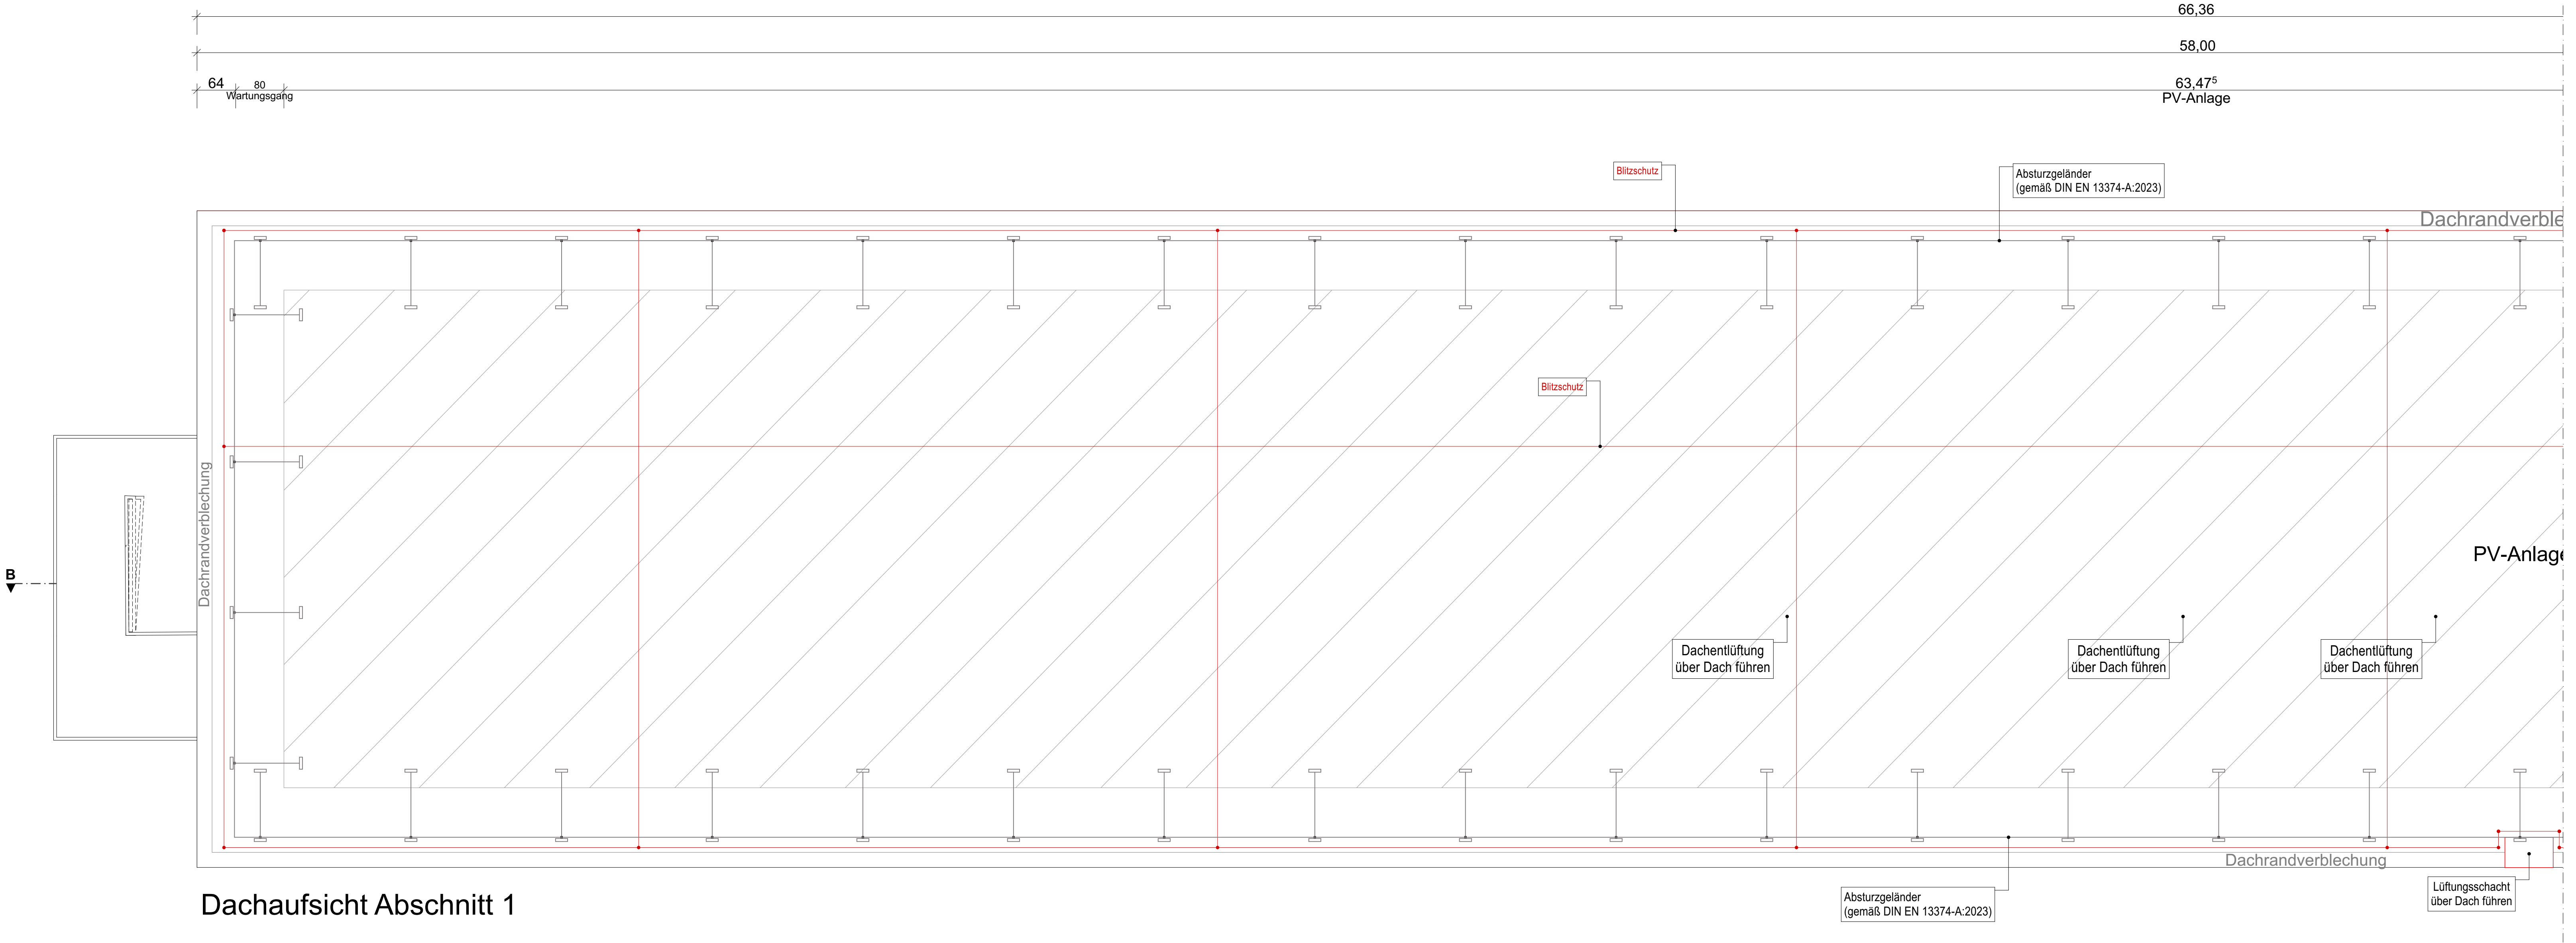 66,36
58,00
64
80
Wartungsgang
63,47⁵
PV-Anlage
Blitzschutz
Absturzgeländer
(gemäß DIN EN 13374-A:2023)
Dachrandverble
Blitzschutz
Dachrandverblechung
B
PV-Anlage
Dachentlüftung
über Dach führen
Dachentlüftung
über Dach führen
Dachentlüftung
über Dach führen
Dachrandverblechung
Lüftungsschacht
über Dach führen
Absturzgeländer
(gemäß DIN EN 13374-A:2023)
Dachaufsicht Abschnitt 1